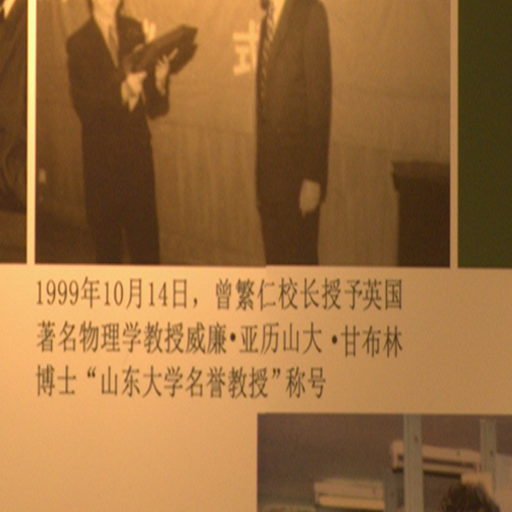 式
1999年10月14日，曾繁仁校长授予英国
著名物理学教授威廉·亚历山大·甘布林
博士“山东大学名誉教授”称号